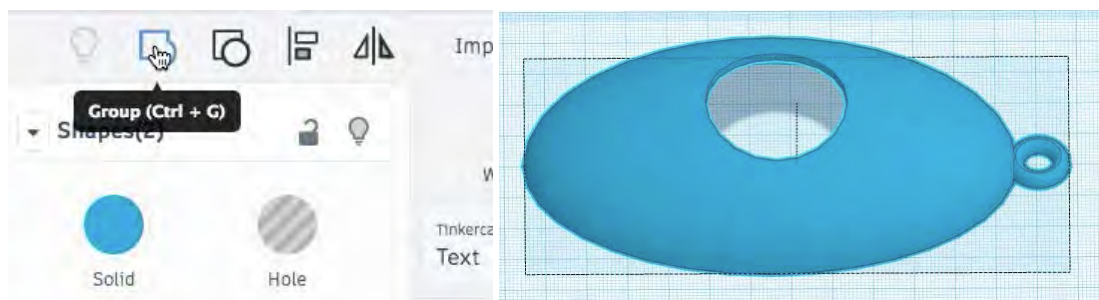 Imp
Group (Ctrl + G)
Shapes(2)
W
Tinkerca
Text
Solid
Hole